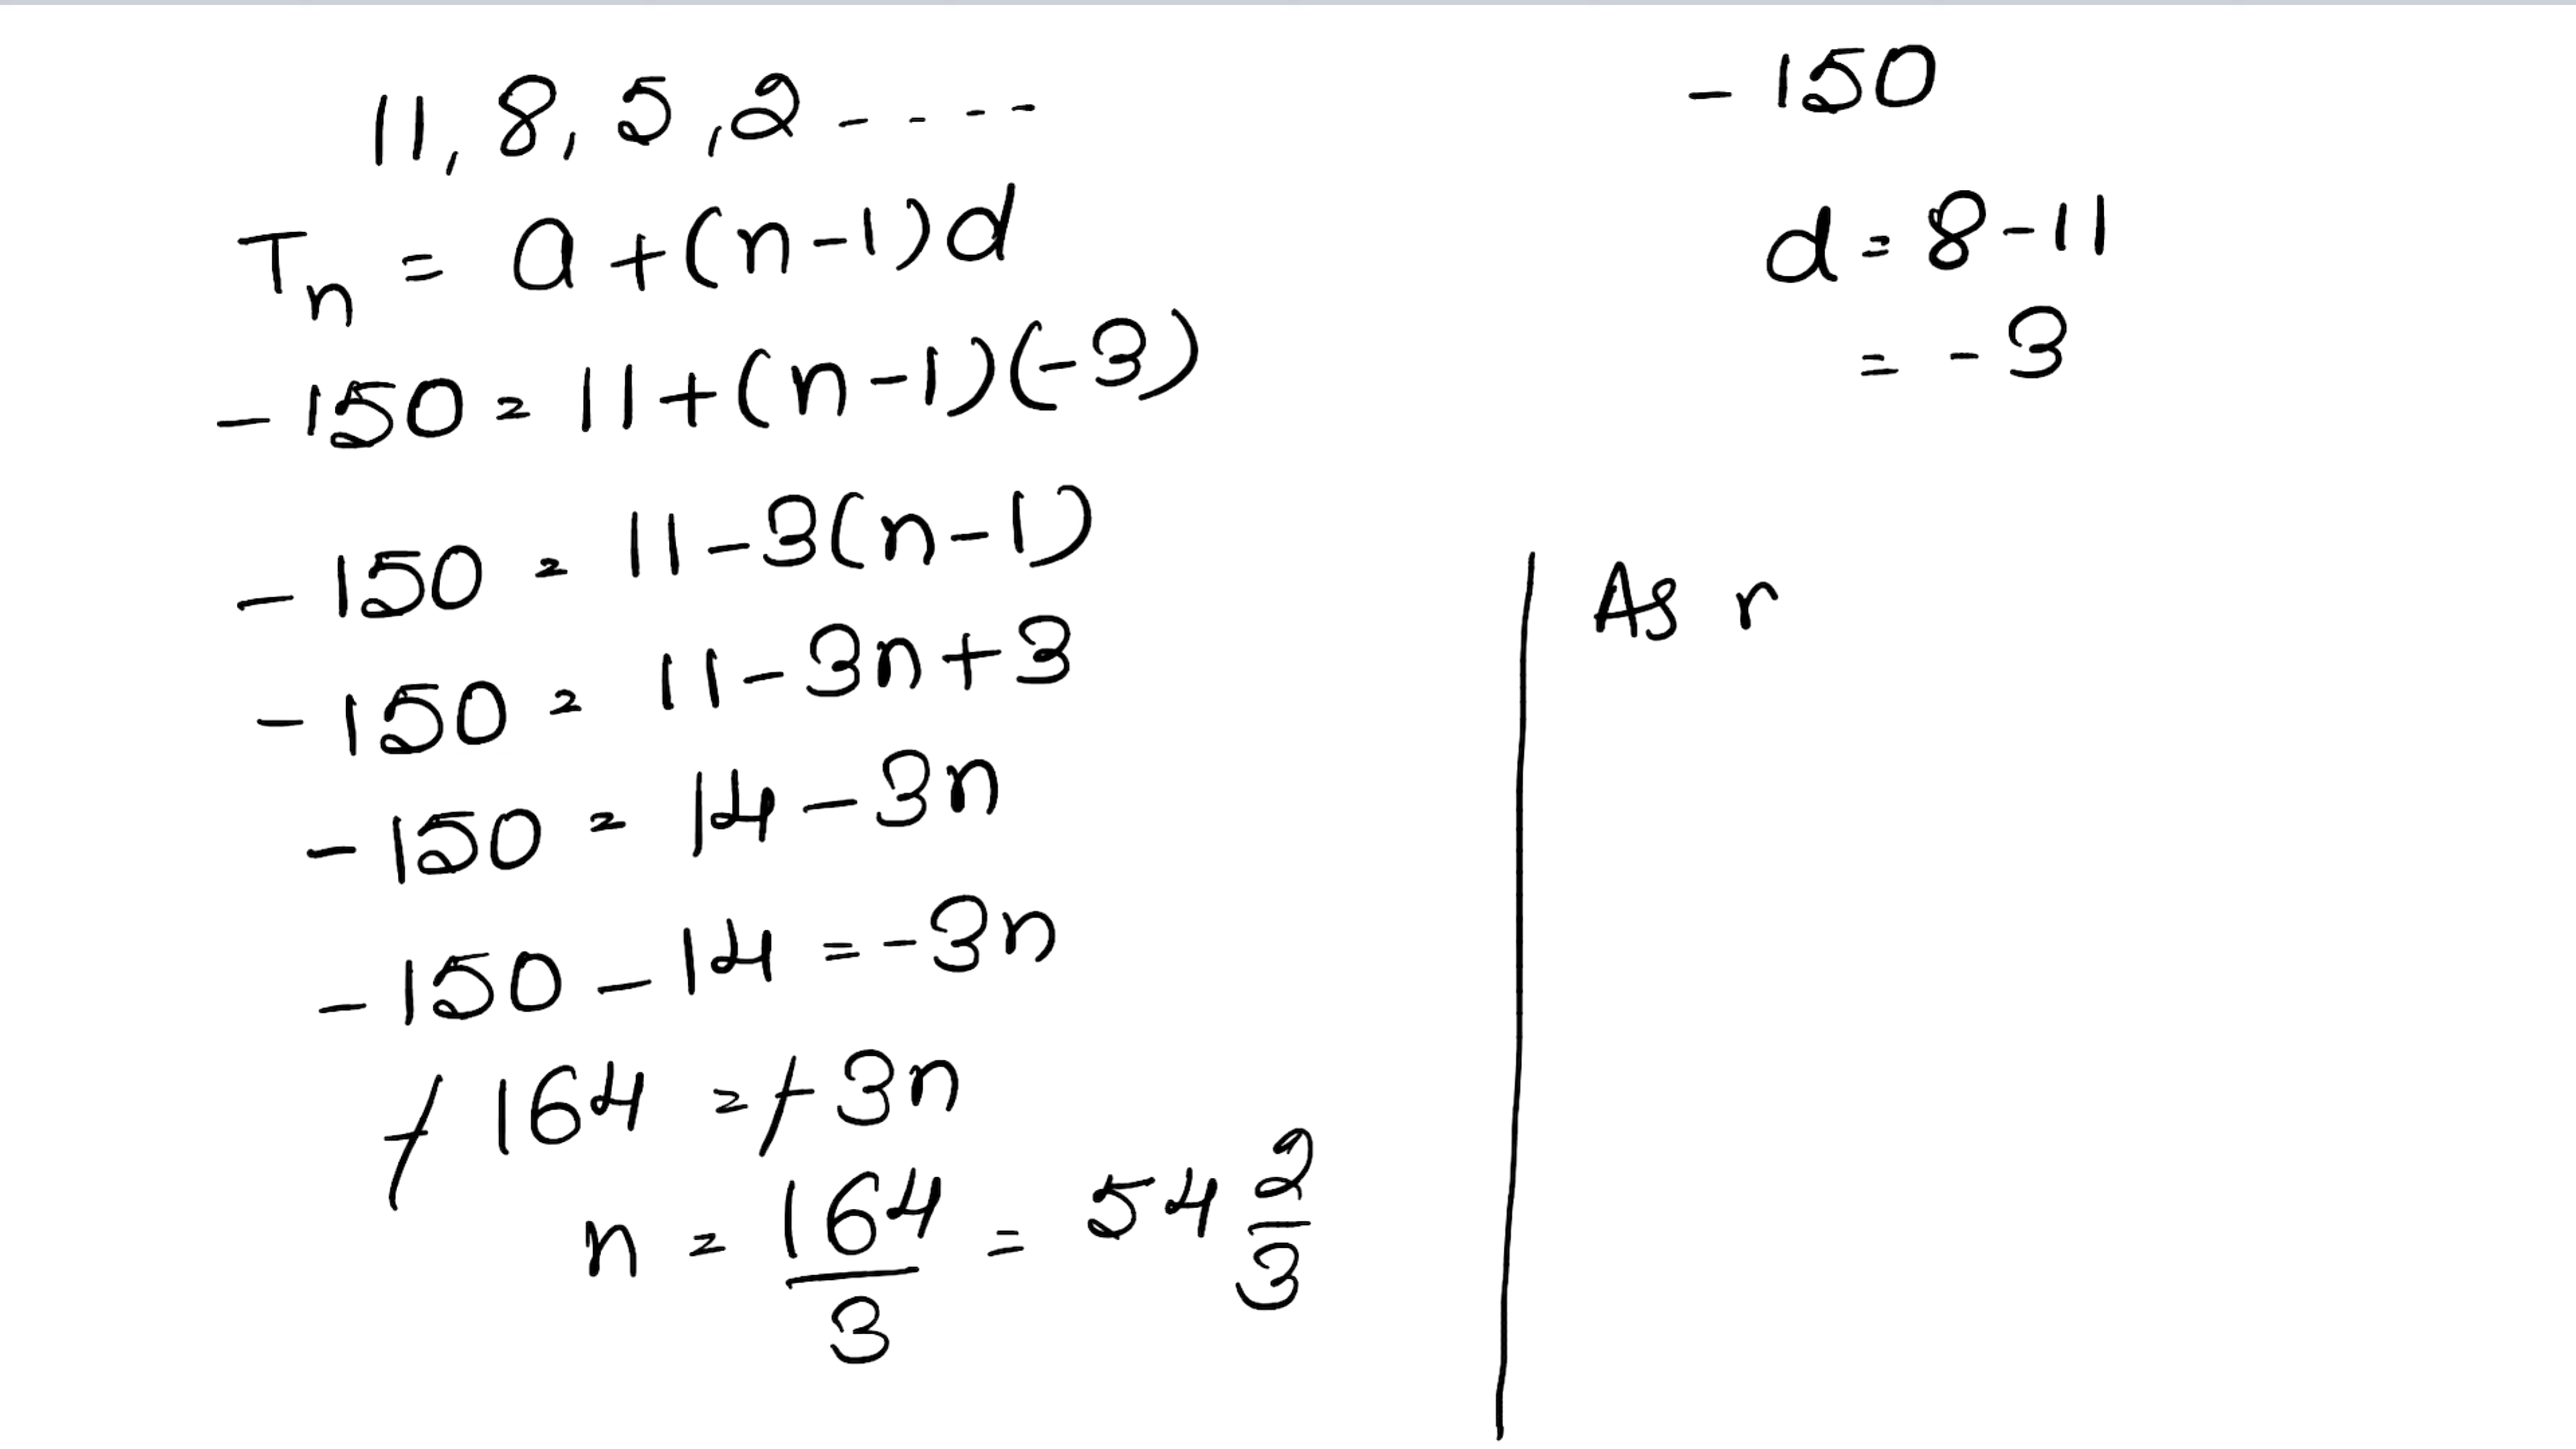 11, 8, 5, 2 - - - -
Tn = a + (n-1)d
-150 = 11 + (n-1)(-3)
-150 = 11 - 3(n-1)
-150 = 11 - 3n + 3
-150 = 14 - 3n
-150 - 14 = -3n
-164 = -3n
n = 164/3 = 54 2/3
-150
d = 8 - 11
= -3
As r